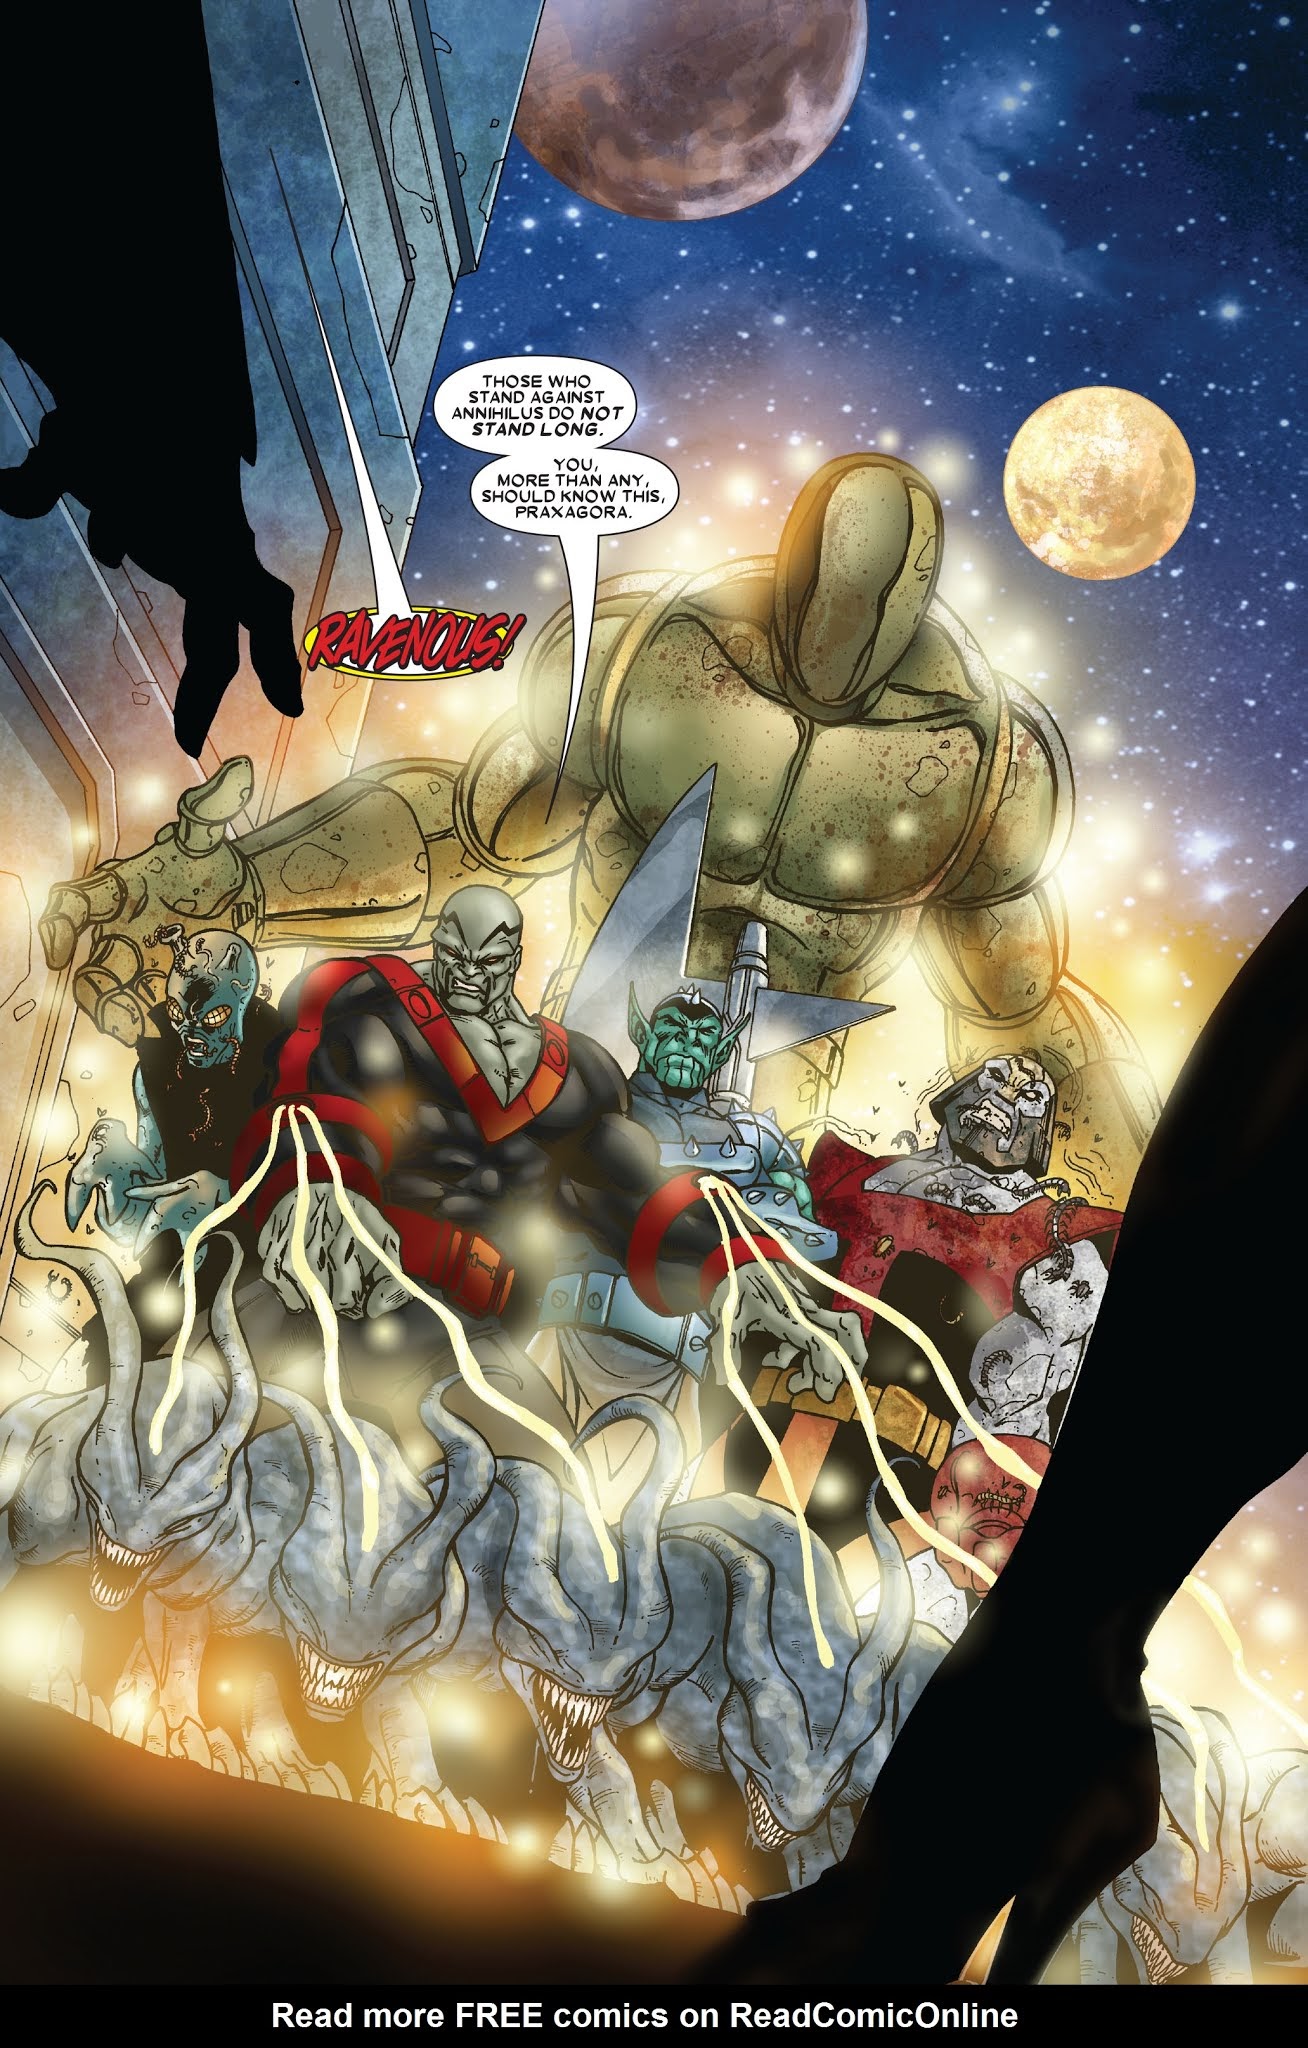 THOSE WHO
STAND AGAINST
ANNIHILUS DO NOT
STAND LONG.
YOU,
MORE THAN ANY,
SHOULD KNOW THIS,
PRAXAGORA.
RAVENOUS!
Read more FREE comics on ReadComicOnline